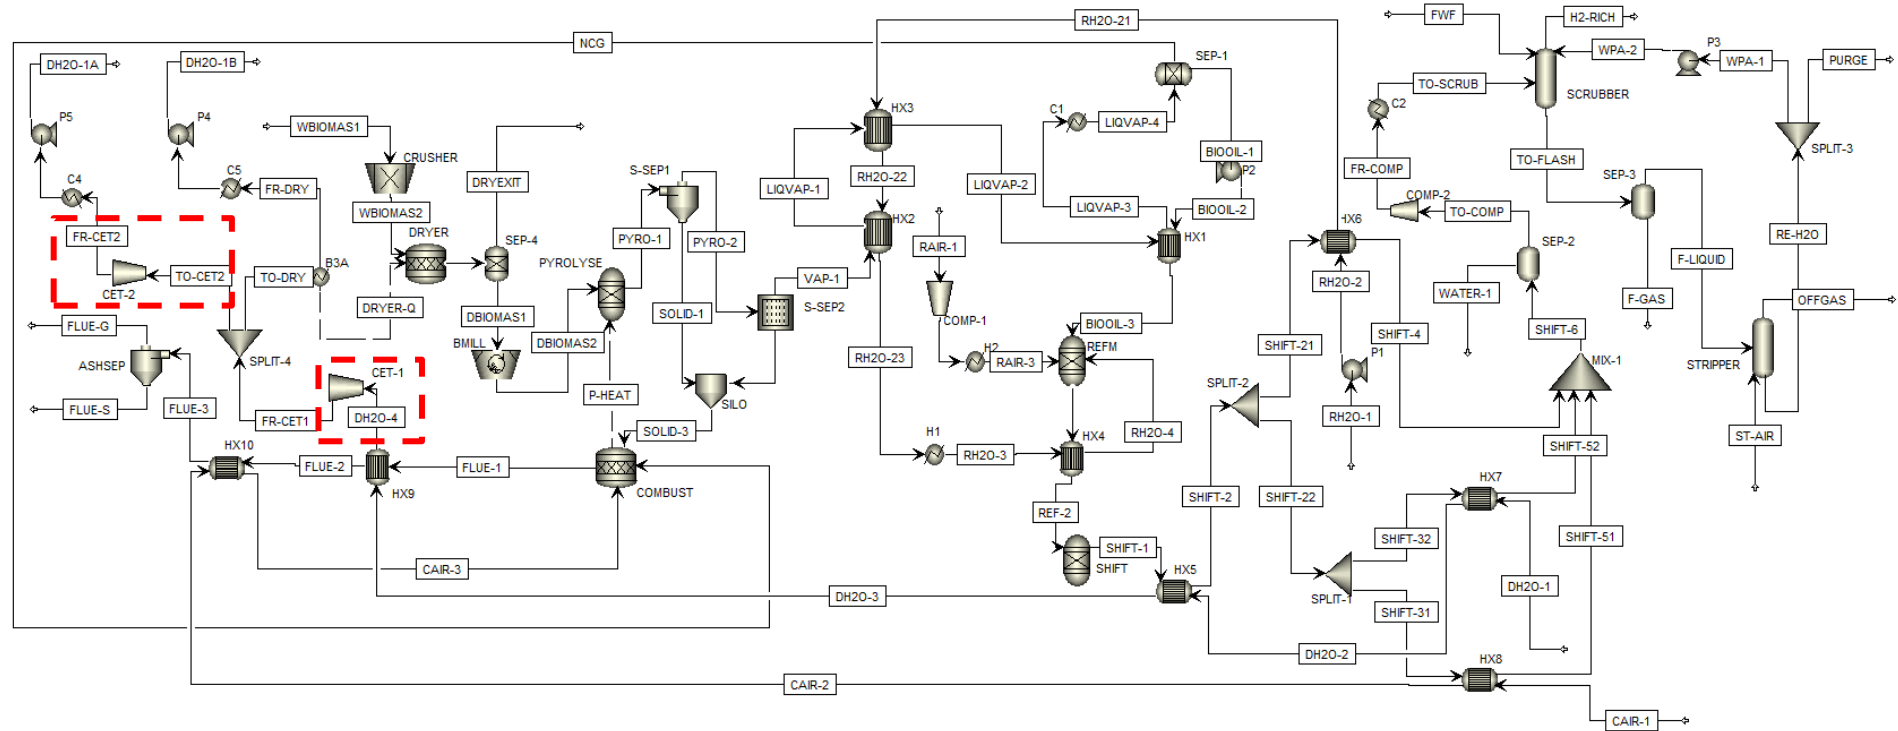 RH2O-21
FWF
H2-RICH
NCG
WPA-2
P3
WPA-1
PURGE
DH2O-1A
DH2O-1B
SEP-1
TO-SCRUB
C2
SCRUBBER
P5
P4
WBIOMAS1
HX3
C1
LIQVAP-4
CRUSHER
S-SEP1
BIOOIL-1
P2
FR-COMP
TO-FLASH
SPLIT-3
C4
C5
FR-DRY
DRYEXIT
LIQVAP-1
RH2O-22
LIQVAP-2
LIQVAP-3
BIOOIL-2
COMP-2
TO-COMP
SEP-3
WBIOMAS2
HX2
HX6
FR-CET2
DRYER
SEP-4
PYRO-1
PYRO-2
RAIR-1
HX1
SEP-2
RE-H2O
F-LIQUID
TO-CET2
TO-DRY
B3A
PYROLYSE
VAP-1
RH2O-2
WATER-1
CET-2
DRYER-Q
S-SEP2
F-GAS
OFFGAS
FLUE-G
DBIOMAS1
SOLID-1
COMP-1
BIOOIL-3
SHIFT-21
SHIFT-4
SHIFT-6
SPLIT-4
BMILL
DBIOMAS2
RH2O-23
H2
RAIR-3
REFM
P1
MIX-1
STRIPPER
ASHSEP
CET-1
SPLIT-2
P-HEAT
SILO
FLUE-S
FLUE-3
FR-CET1
DH2O-4
SOLID-3
H1
RH2O-3
HX4
RH2O-4
RH2O-1
SHIFT-52
ST-AIR
HX10
FLUE-2
HX9
FLUE-1
COMBUST
SHIFT-2
SHIFT-22
HX7
REF-2
SHIFT-32
SHIFT-51
CAIR-3
SHIFT-1
SHIFT
HX5
DH2O-1
DH2O-3
SPLIT-1
SHIFT-31
DH2O-2
HX8
CAIR-2
CAIR-1